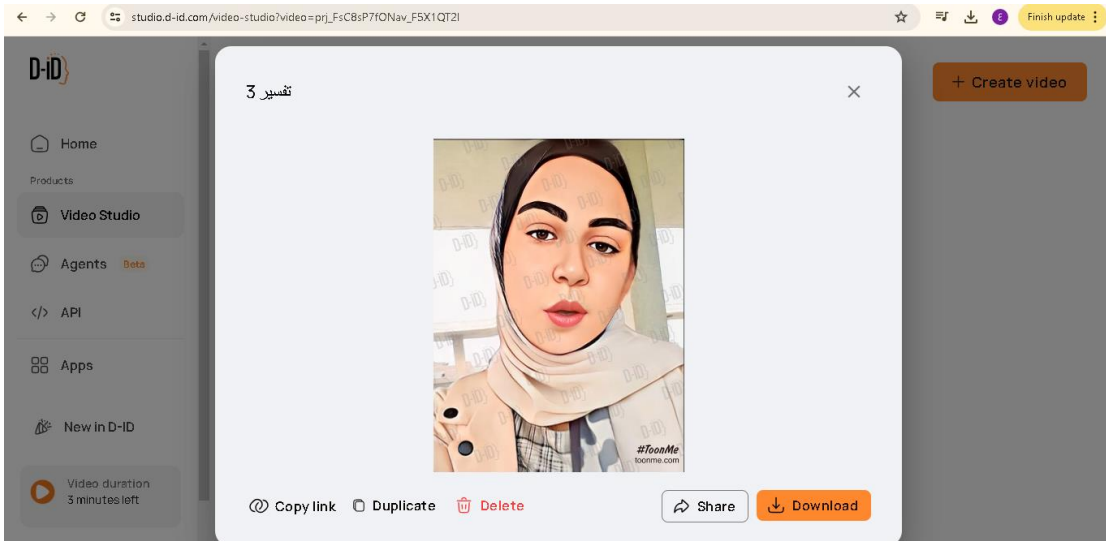 studio.d-id.com/video-studio?video=prj_FsC8sP7fONav_F5X1QT2I
Finish update
E
D-iD
Home
Products
Video Studio
Agents Beta
</> API
Apps
New in D-ID
Video duration
3 minutes left
تفسير 3
D-iD
#ToonMe
toonme.com
Copy link Duplicate Delete
Share Download
+ Create video